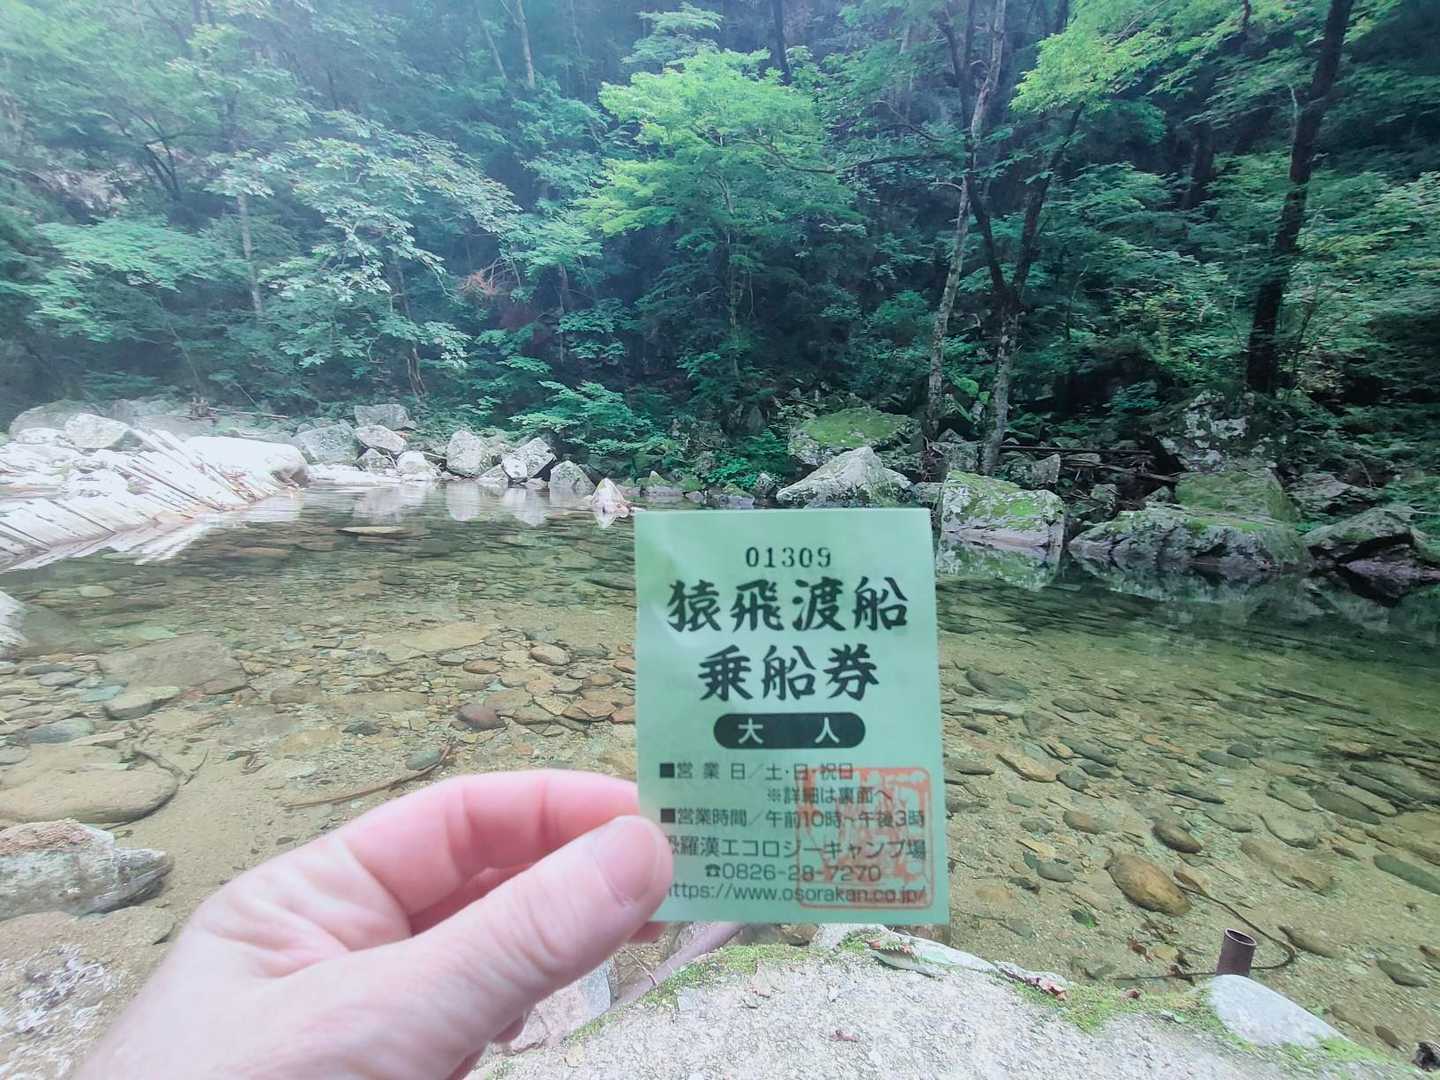 01309
猿飛渡船
乗船券
大人
■営業日/土・日・祝日
※詳細は裏面へ
■営業時間/午前10時~午後3時
羅漢エコロジーキャンプ場
☎0826-28-7270
ttps://www.osorakan.co.jp/